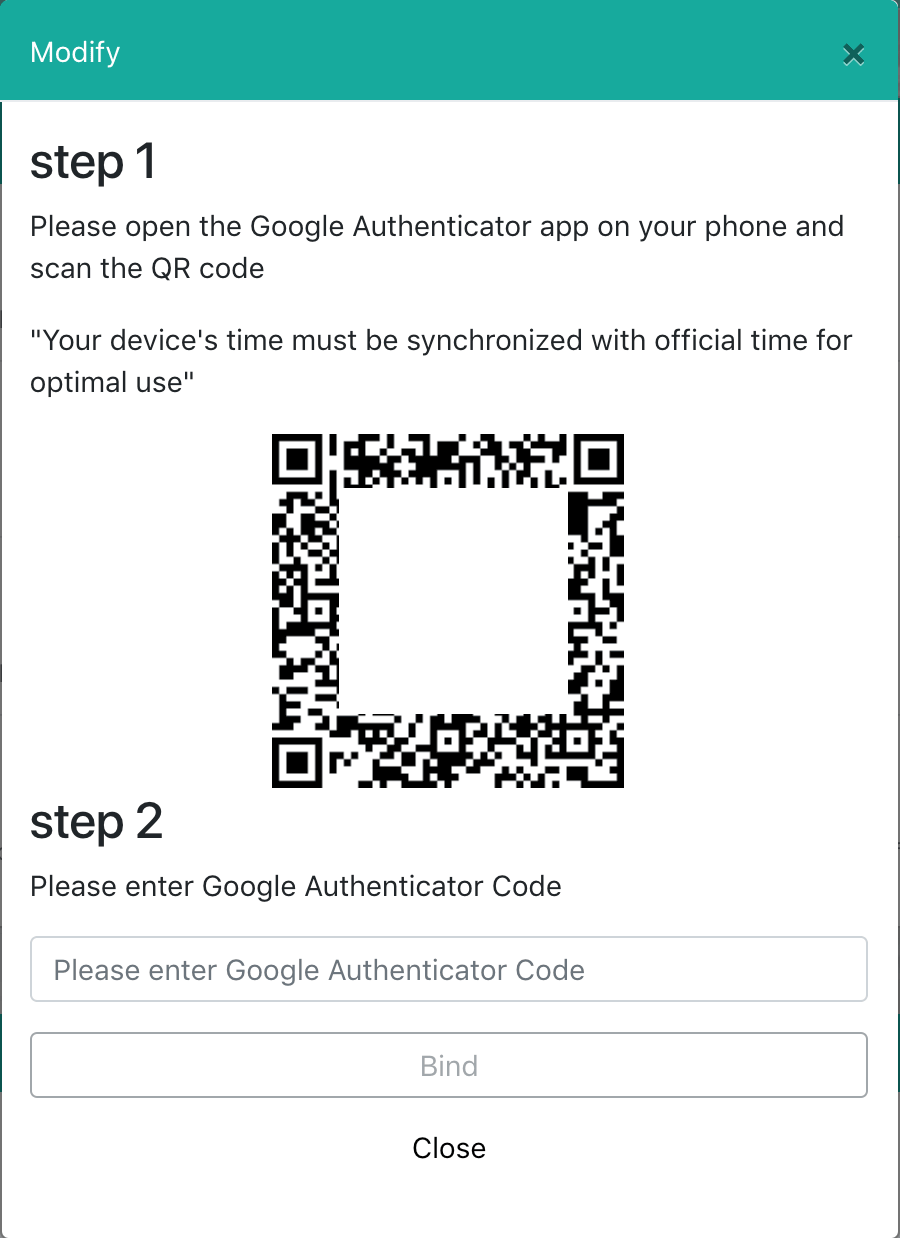 Modify
step 1
Please open the Google Authenticator app on your phone and
scan the QR code
"Your device's time must be synchronized with official time for
optimal use"
step 2
Please enter Google Authenticator Code
Please enter Google Authenticator Code
Bind
Close